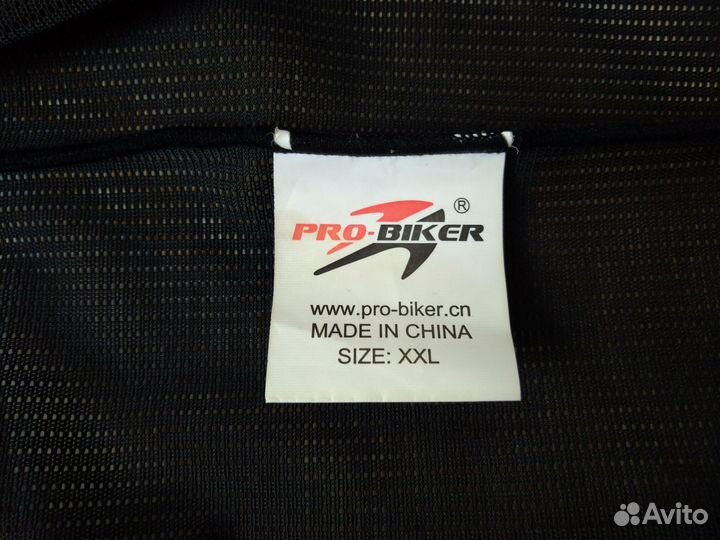 PRO-BIKER ®
www.pro-biker.cn
MADE IN CHINA
SIZE: XXL
Avito